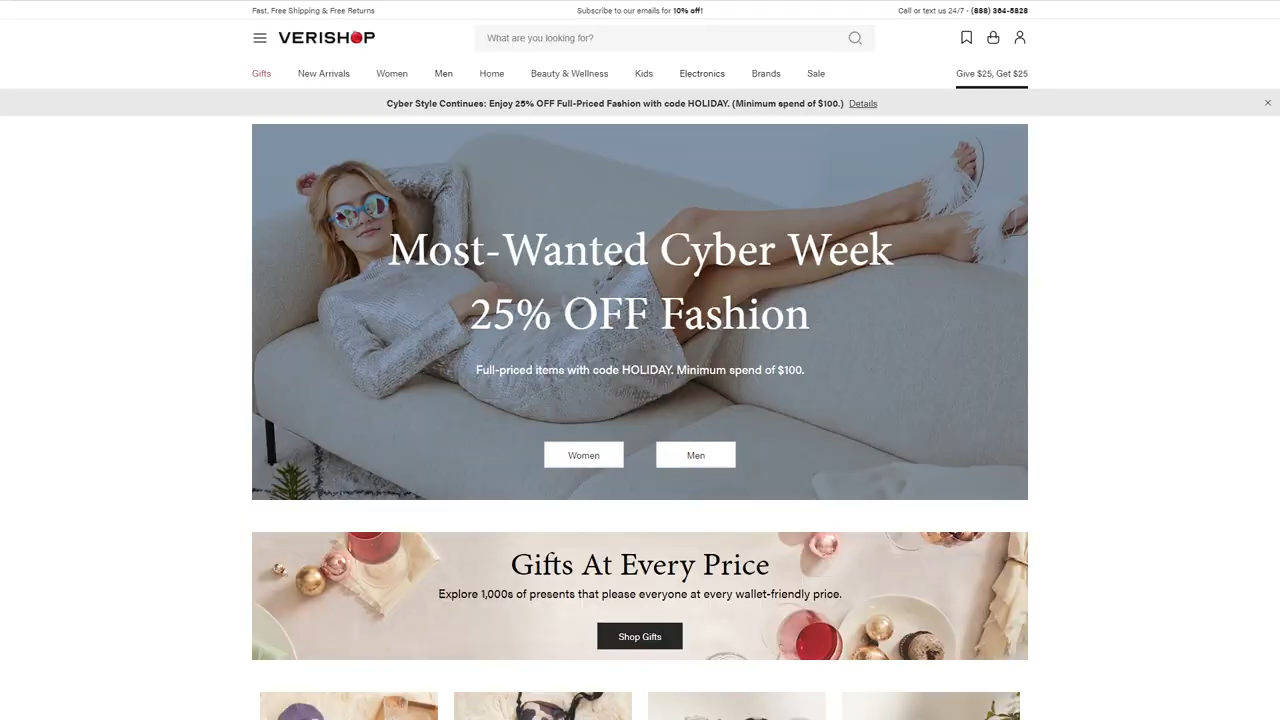 Fast, Free Shipping & Free Returns
Subscribe to our emails for 10% off!
Call or text us 24/7 - (888) 364-5828
VERISHOP
What are you looking for?
Gifts
New Arrivals
Women
Men
Home
Beauty & Wellness
Kids
Electronics
Brands
Sale
Give $25, Get $25
Cyber Style Continues: Enjoy 25% OFF Full-Priced Fashion with code HOLIDAY. (Minimum spend of $100.) Details
Most-Wanted Cyber Week
25% OFF Fashion
Full-priced items with code HOLIDAY. Minimum spend of $100.
Women
Men
Gifts At Every Price
Explore 1,000s of presents that please everyone at every wallet-friendly price.
Shop Gifts